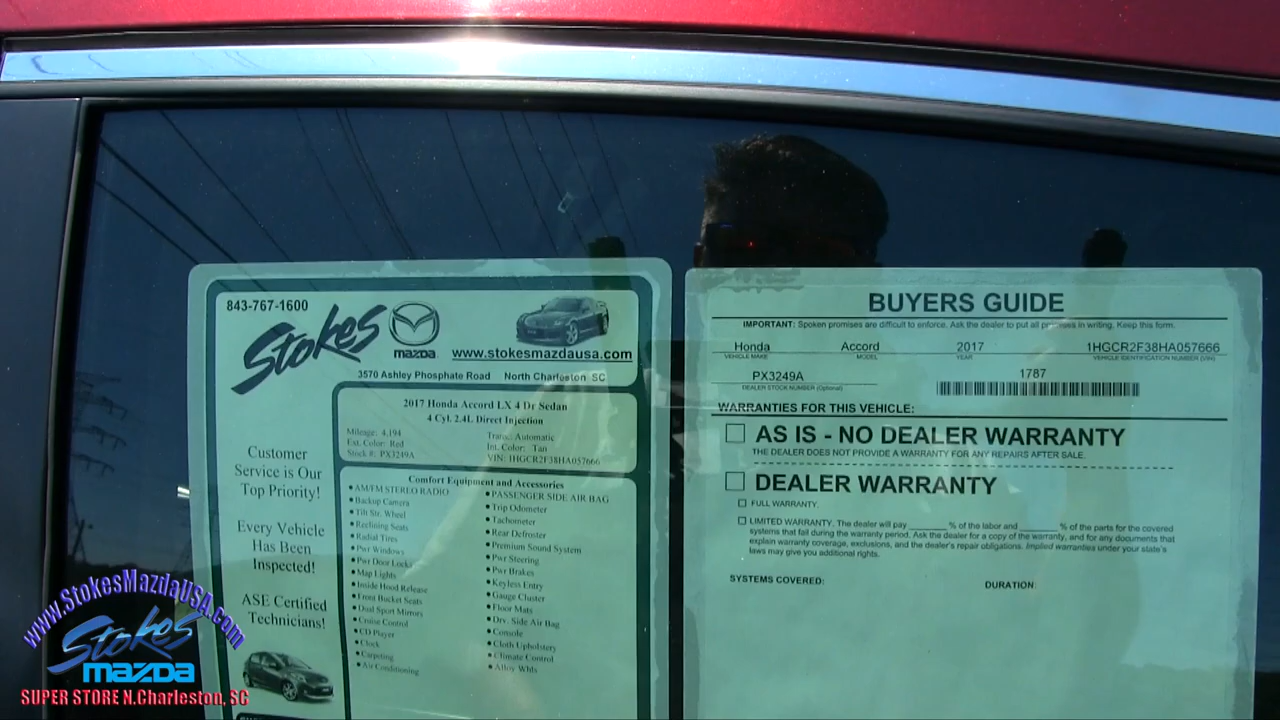 843-767-1600
Stokes
mazda
www.stokesmazdausa.com
3570 Ashley Phosphate Road North Charleston SC
2017 Honda Accord LX 4 Dr Sedan
4 Cyl. 2.4L Direct Injection
Mileage: 4,194
Ext. Color: Red
Stock #: PX3249A
Trans.: Automatic
Int. Color: Tan
VIN: 1HGCR2F38HA057666
Customer
Service is Our
Top Priority!
Every Vehicle
Has Been
Inspected!
ASE Certified
Technicians!
Comfort Equipment and Accessories
• AM/FM STEREO RADIO
• Backup Camera
• Tilt Str. Wheel
• Reclining Seats
• Radial Tires
• Pwr Windows
• Pwr Door Locks
• Map Lights
• Inside Hood Release
• Front Bucket Seats
• Dual Sport Mirrors
• Cruise Control
• CD Player
• Clock
• Carpeting
• Air Conditioning
• PASSENGER SIDE AIR BAG
• Trip Odometer
• Tachometer
• Rear Defroster
• Premium Sound System
• Pwr Steering
• Pwr Brakes
• Keyless Entry
• Gauge Cluster
• Floor Mats
• Drv. Side Air Bag
• Console
• Cloth Upholstery
• Climate Control
• Alloy Whls
BUYERS GUIDE
IMPORTANT: Spoken promises are difficult to enforce. Ask the dealer to put all promises in writing. Keep this form.
Honda Accord 2017 1HGCR2F38HA057666
VEHICLE MAKE MODEL YEAR VEHICLE IDENTIFICATION NUMBER (VIN)
PX3249A 1787
DEALER STOCK NUMBER (Optional)
WARRANTIES FOR THIS VEHICLE:
AS IS - NO DEALER WARRANTY
THE DEALER DOES NOT PROVIDE A WARRANTY FOR ANY REPAIRS AFTER SALE.
DEALER WARRANTY
FULL WARRANTY.
LIMITED WARRANTY. The dealer will pay ______ % of the labor and ______ % of the parts for the covered
systems that fail during the warranty period. Ask the dealer for a copy of the warranty, and for any documents that
explain warranty coverage, exclusions, and the dealer's repair obligations. Implied warranties under your state's
laws may give you additional rights.
SYSTEMS COVERED: DURATION:
www.StokesMazdaUSA.com
Stokes
mazda
SUPER STORE N.Charleston, SC